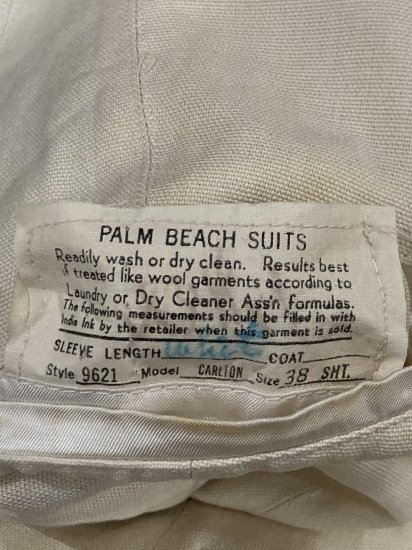 PALM BEACH SUITS
Readily wash or dry clean. Results best
if treated like wool garments according to
Laundry or Dry Cleaner Ass'n formulas.
The following measurements should be filled in with
India Ink by the retailer when this garment is sold.
SLEEVE LENGTH COAT
Style 9621 Model CARLTON Size 38 SHT.